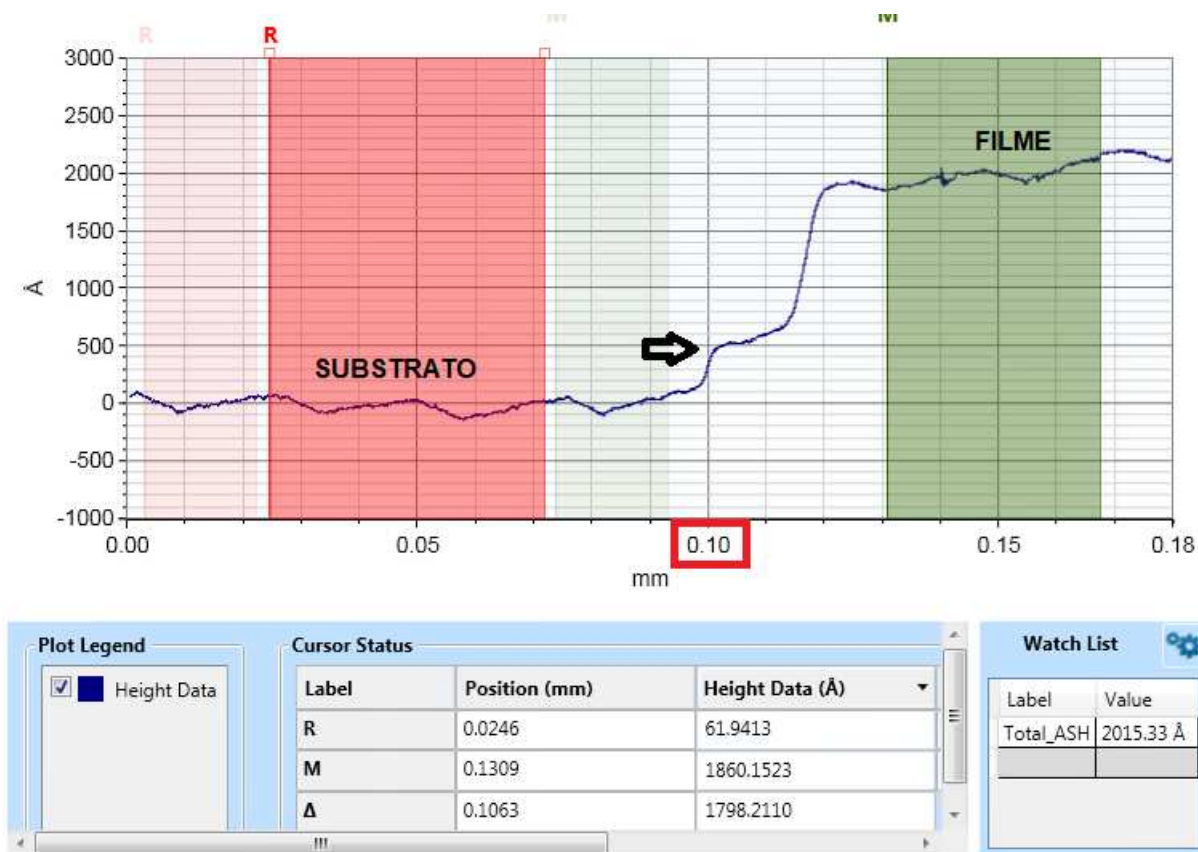 M M
R R
3000
2500
2000 FILME
1500
Å 1000
500
SUBSTRATO
0
-500
-1000
0.00 0.05 0.10 0.15 0.18
mm
Plot Legend
Height Data
Cursor Status
Label Position (mm) Height Data (Å)
R 0.0246 61.9413
M 0.1309 1860.1523
Δ 0.1063 1798.2110
Watch List
Label Value
Total_ASH 2015.33 Å